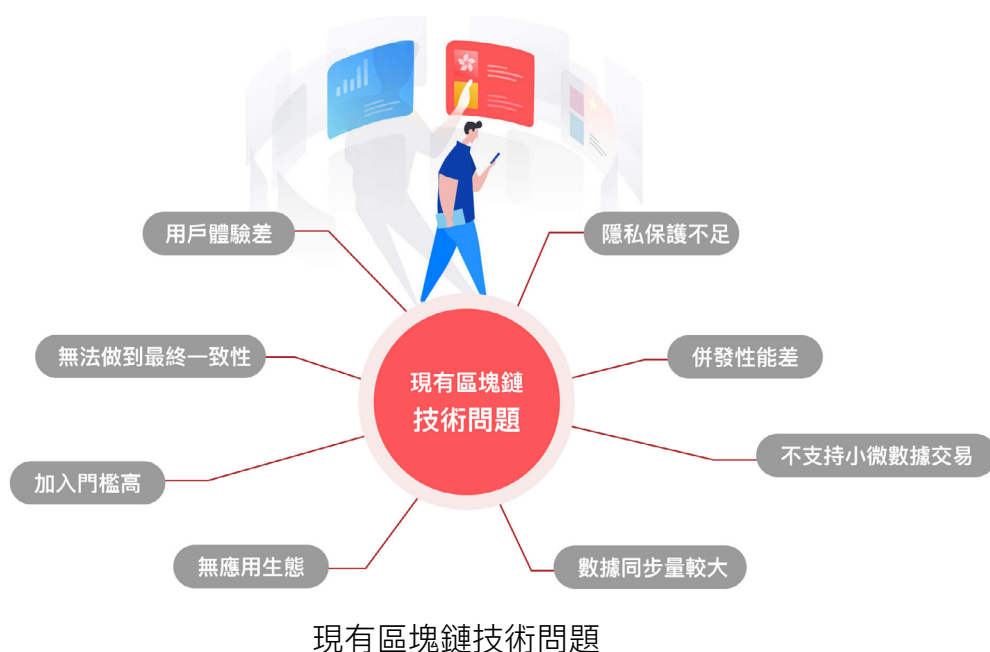 用戶體驗差
隱私保護不足
無法做到最終一致性
併發性能差
現有區塊鏈
技術問題
加入門檻高
不支持小微數據交易
無應用生態
數據同步量較大
現有區塊鏈技術問題